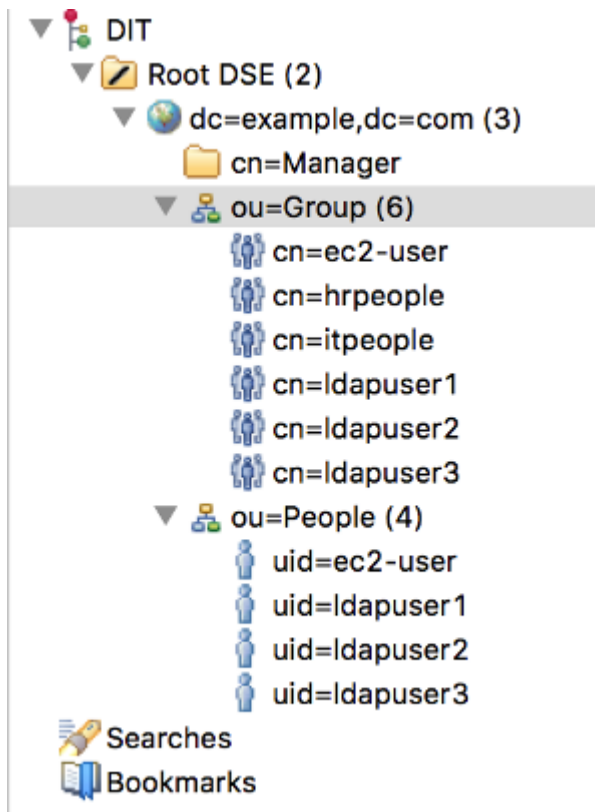 DIT
Root DSE (2)
dc=example,dc=com (3)
cn=Manager
ou=Group (6)
cn=ec2-user
cn=hrpeople
cn=itpeople
cn=ldapuser1
cn=ldapuser2
cn=ldapuser3
ou=People (4)
uid=ec2-user
uid=ldapuser1
uid=ldapuser2
uid=ldapuser3
Searches
Bookmarks